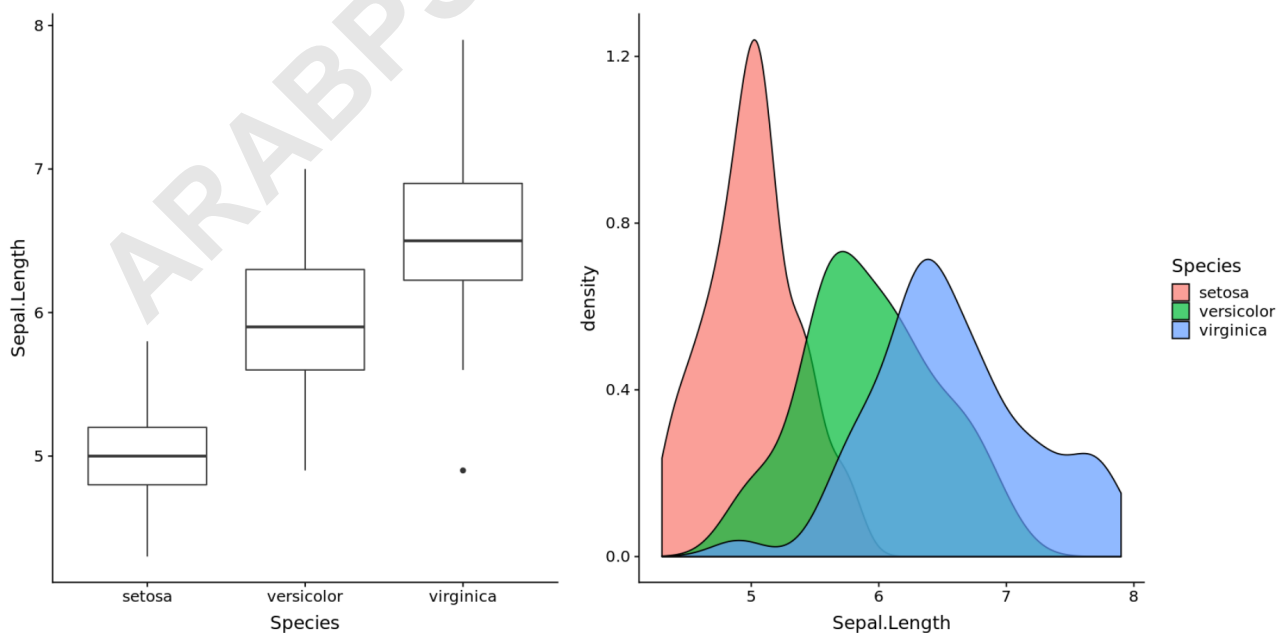 ARABPS
8
7
6
5
Sepal.Length
setosa versicolor virginica
Species
1.2
0.8
0.4
0.0
density
5 6 7 8
Sepal.Length
Species
setosa
versicolor
virginica